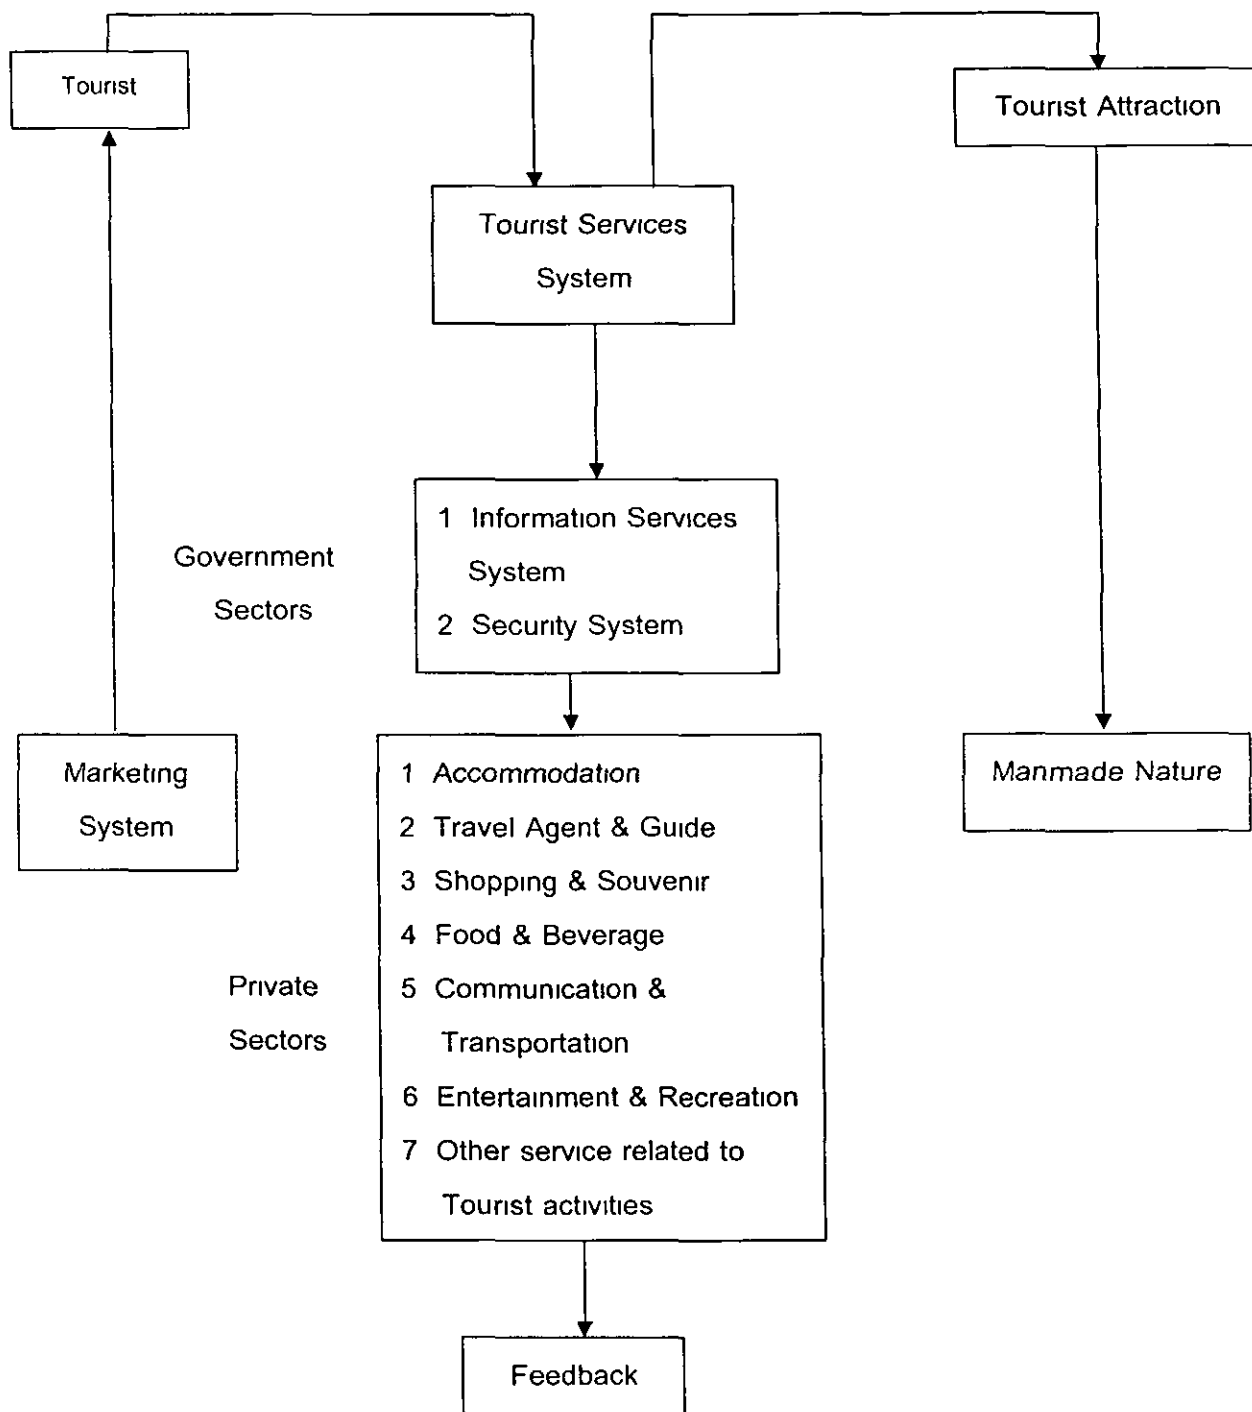 Tourist
Tourist Attraction
Tourist Services
System
Government
Sectors
1 Information Services
System
2 Security System
Marketing
System
Manmade Nature
Private
Sectors
1 Accommodation
2 Travel Agent & Guide
3 Shopping & Souvenir
4 Food & Beverage
5 Communication &
Transportation
6 Entertainment & Recreation
7 Other service related to
Tourist activities
Feedback